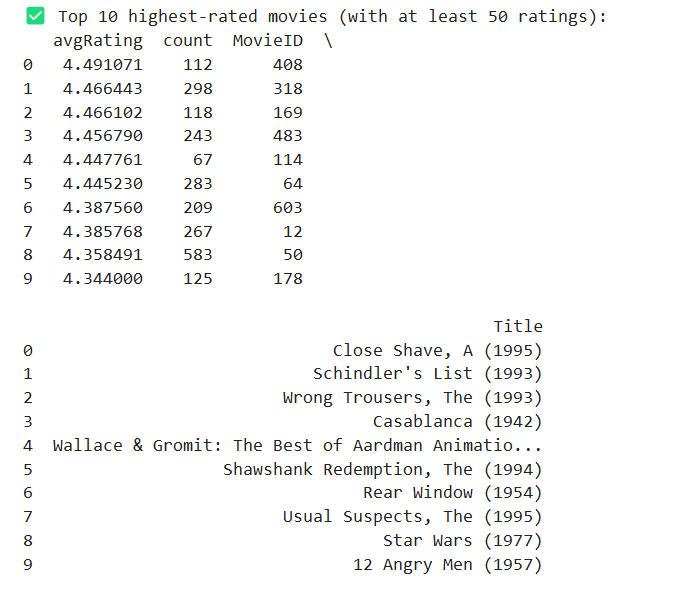 ✅ Top 10 highest-rated movies (with at least 50 ratings):
   avgRating  count  MovieID  \
0   4.491071    112      408
1   4.466443    298      318
2   4.466102    118      169
3   4.456790    243      483
4   4.447761     67      114
5   4.445230    283       64
6   4.387560    209      603
7   4.385768    267       12
8   4.358491    583       50
9   4.344000    125      178
                                               Title
0                              Close Shave, A (1995)
1                            Schindler's List (1993)
2                         Wrong Trousers, The (1993)
3                                  Casablanca (1942)
4  Wallace & Gromit: The Best of Aardman Animatio...
5                   Shawshank Redemption, The (1994)
6                                 Rear Window (1954)
7                         Usual Suspects, The (1995)
8                                   Star Wars (1977)
9                                12 Angry Men (1957)